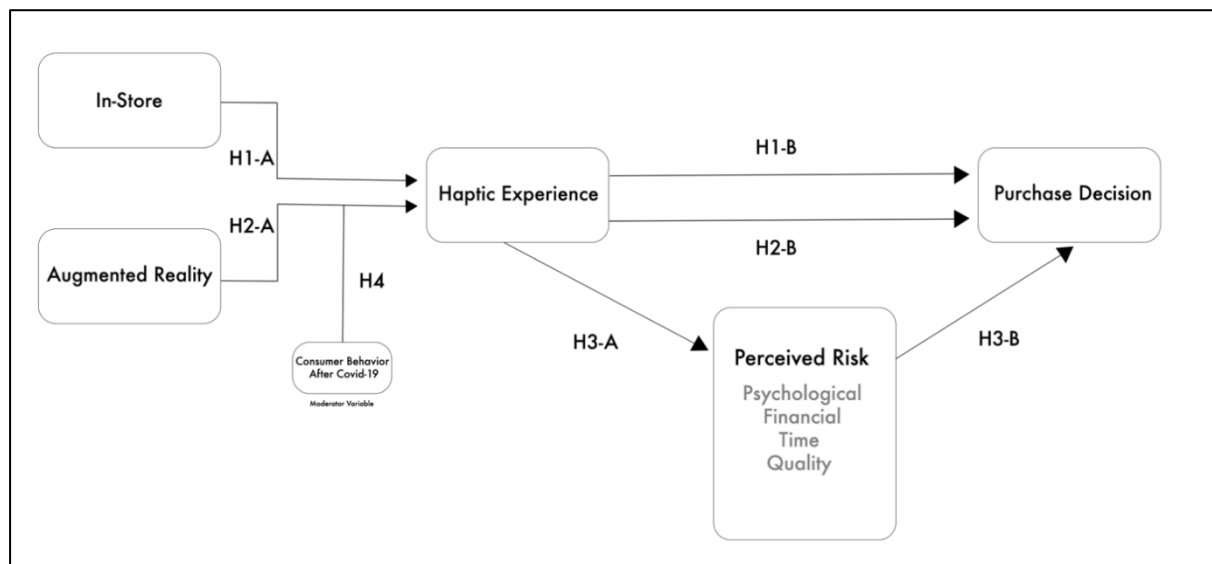 In-Store
H1-A
H1-B
Haptic Experience
Purchase Decision
H2-A
Augmented Reality
H2-B
H4
H3-A
H3-B
Consumer Behavior
After Covid-19
Moderator Variable
Perceived Risk
Psychological
Financial
Time
Quality